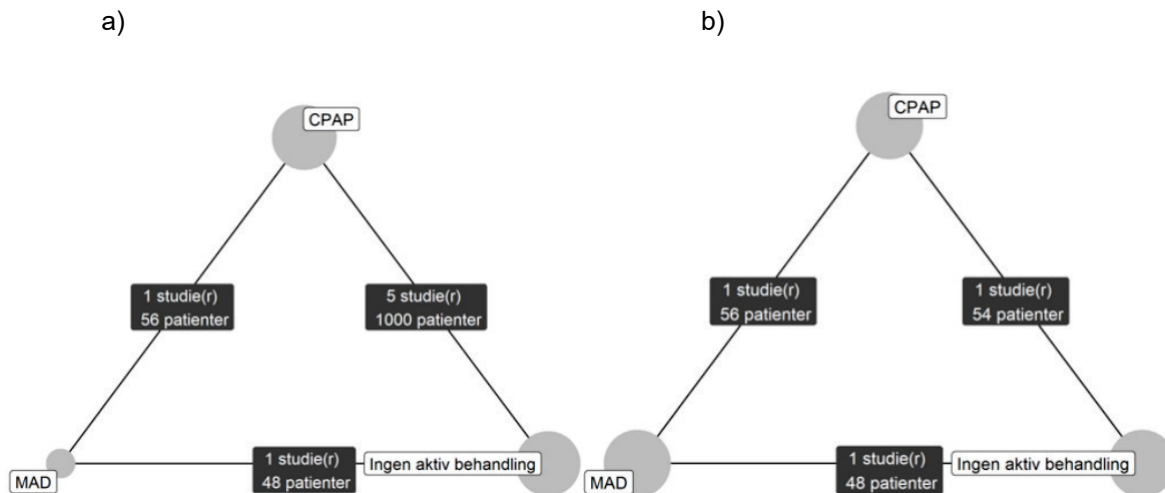 a)
CPAP
1 studie(r)
56 patienter
5 studie(r)
1000 patienter
MAD
1 studie(r)
48 patienter
Ingen aktiv behandling
b)
CPAP
1 studie(r)
56 patienter
1 studie(r)
54 patienter
MAD
1 studie(r)
48 patienter
Ingen aktiv behandling